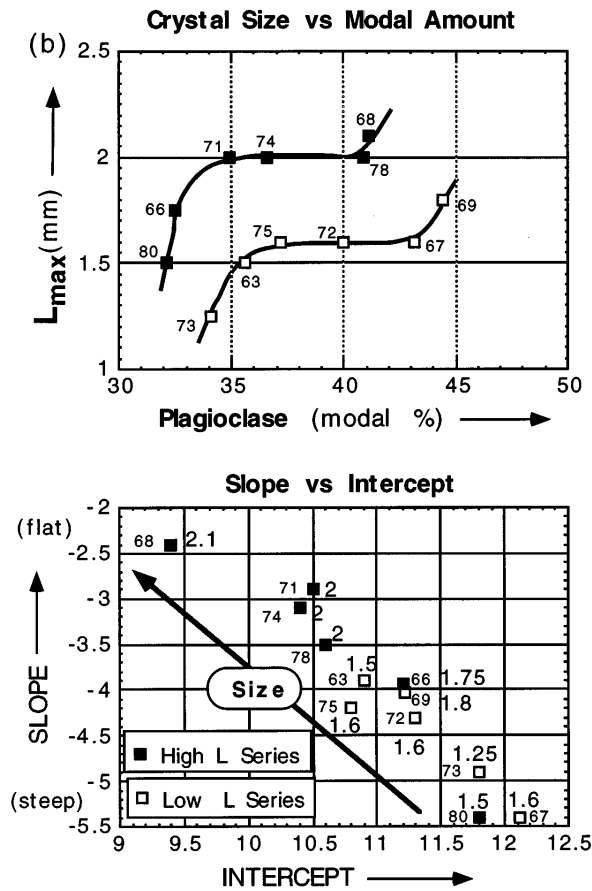 Crystal Size vs Modal Amount
(b)
2.5
68
71 74
2
78
66
69
75 72
67
80
1.5
63
73
1
Lmax(mm)
30 35 40 45 50
Plagioclase (modal %)
Slope vs Intercept
-2
(flat)
68 2.1
-2.5
71 2
-3
74 2
2
-3.5
78
1.5
63 66 1.75
-4
Size
69 1.8
75 72
1.6
-4.5
1.6
High L Series
1.25
73
-5
Low L Series
(steep)
1.5 1.6
80 67
-5.5
SLOPE
9 9.5 10 10.5 11 11.5 12 12.5
INTERCEPT